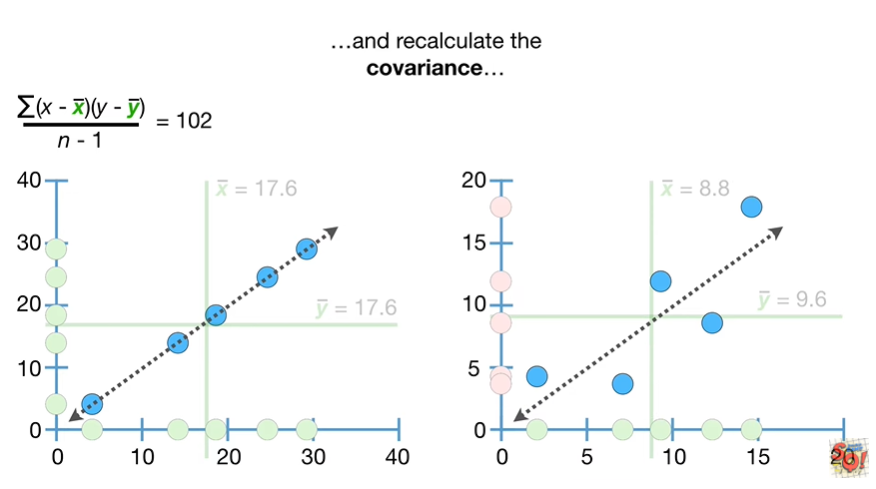 ...and recalculate the
covariance...
∑(x - x̄)(y - ȳ)
n - 1
= 102
40
30
20
10
0
0 10 20 30 40
x̄ = 17.6
ȳ = 17.6
20
15
10
5
0
0 5 10 15 20
x̄ = 8.8
ȳ = 9.6
SQ!